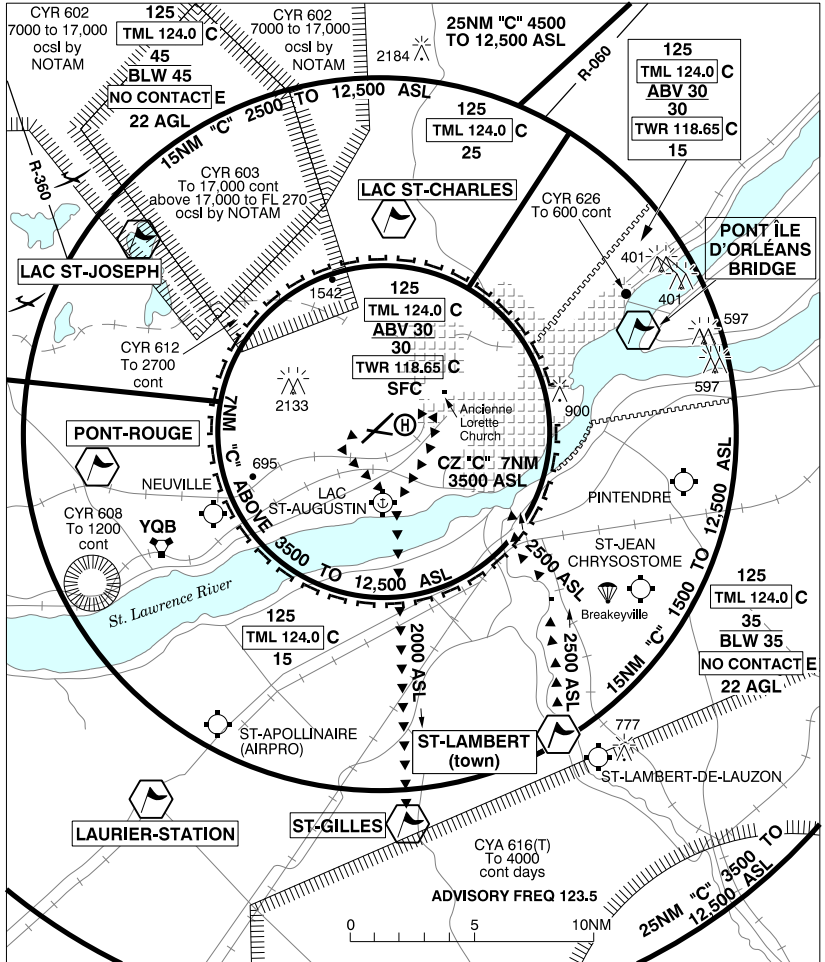 CYR 602
7000 to 17,000
ocsl by
NOTAM
125
TML 124.0 C
45
BLW 45
NO CONTACT E
22 AGL
CYR 602
7000 to 17,000
ocsl by
NOTAM
2184
25NM "C" 4500
TO 12,500 ASL
R-060
125
TML 124.0 C
ABV 30
30
TWR 118.65 C
15
15NM "C" 2500 TO 12,500 ASL
125
TML 124.0 C
25
R-360
CYR 603
To 17,000 cont
above 17,000 to FL 270
ocsl by NOTAM
LAC ST-CHARLES
CYR 626
To 600 cont
PONT ÎLE
D'ORLÉANS
BRIDGE
LAC ST-JOSEPH
401
401
1542
125
TML 124.0 C
ABV 30
30
TWR 118.65 C
SFC
597
597
CYR 612
To 2700
cont
2133
H
Ancienne
Lorette
Church
900
PONT-ROUGE
7NM "C" ABOVE 3500 TO 12,500 ASL
CZ "C" 7NM
3500 ASL
695
NEUVILLE
LAC
ST-AUGUSTIN
PINTENDRE
CYR 608
To 1200
cont
YQB
ST-JEAN
CHRYSOSTOME
Breakeyville
2500 ASL
2500 ASL
15NM "C" 1500 TO 12,500 ASL
St. Lawrence River
125
TML 124.0 C
15
125
TML 124.0 C
35
BLW 35
NO CONTACT E
22 AGL
2000 ASL
ST-APOLLINAIRE
(AIRPRO)
ST-LAMBERT
(town)
777
ST-LAMBERT-DE-LAUZON
LAURIER-STATION
ST-GILLES
CYA 616(T)
To 4000
cont days
ADVISORY FREQ 123.5
25NM "C" 3500 TO
12,500 ASL
0 5 10NM